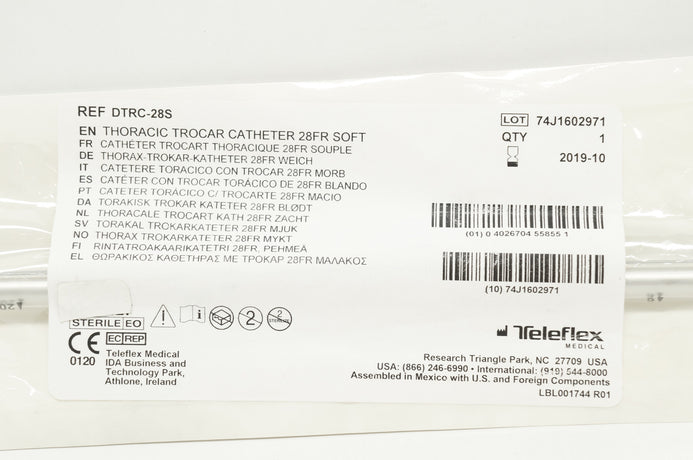 REF DTRC-28S
EN THORACIC TROCAR CATHETER 28FR SOFT
FR CATHÉTER TROCART THORACIQUE 28FR SOUPLE
DE THORAX-TROKAR-KATHETER 28FR WEICH
IT CATETERE TORACICO CON TROCAR 28FR MORB
ES CATÉTER CON TROCAR TORÁCICO DE 28FR BLANDO
PT CATETER TORÁCICO C/ TROCARTE 28FR MACIO
DA TORAKISK TROKAR KATETER 28FR BLØDT
NL THORACALE TROCART KATH 28FR ZACHT
SV TORAKAL TROKARKATETER 28FR MJUK
NO THORAX TROKARKATETER 28FR MYKT
FI RINTATROAKAARIKATETRI 28FR, PEHMEÄ
EL ΘΩΡΑΚΙΚΟΣ ΚΑΘΕΤΗΡΑΣ ΜΕ ΤΡΟΚΑΡ 28FR ΜΑΛΑΚΟΣ
LOT 74J1602971
QTY 1
2019-10
(01) 0 4026704 55855 1
(10) 74J1602971
STERILE EO
2
2 STERILIZE
CE EC REP
0120
Teleflex Medical
IDA Business and
Technology Park,
Athlone, Ireland
Teleflex
MEDICAL
Research Triangle Park, NC 27709 USA
USA: (866) 246-6990 • International: (919) 544-8000
Assembled in Mexico with U.S. and Foreign Components
LBL001744 R01